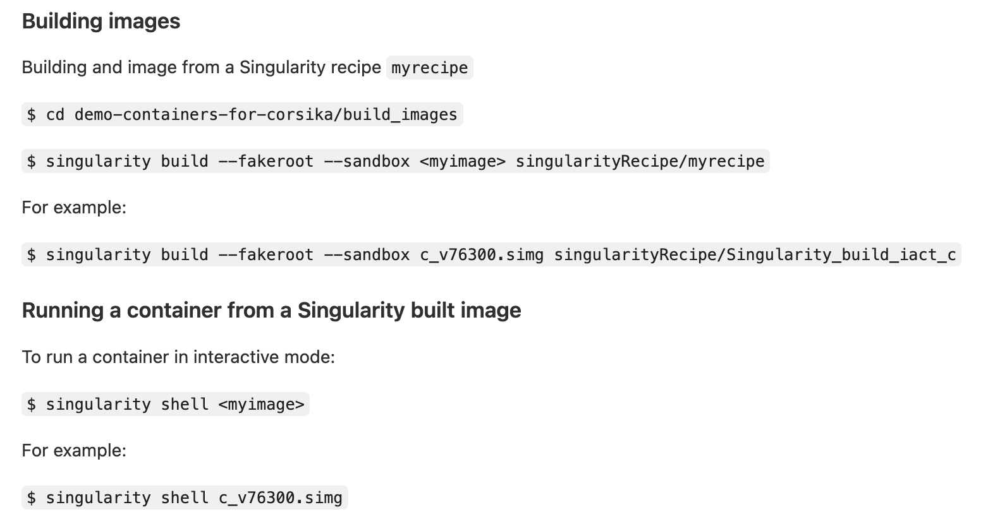 Building images
Building and image from a Singularity recipe myrecipe
$ cd demo-containers-for-corsika/build_images
$ singularity build --fakeroot --sandbox <myimage> singularityRecipe/myrecipe
For example:
$ singularity build --fakeroot --sandbox c_v76300.simg singularityRecipe/Singularity_build_iact_c
Running a container from a Singularity built image
To run a container in interactive mode:
$ singularity shell <myimage>
For example:
$ singularity shell c_v76300.simg